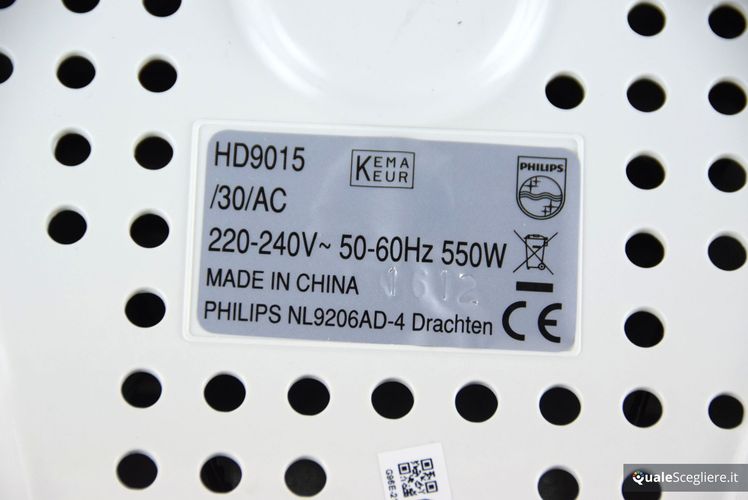 HD9015
KEMA
KEUR
PHILIPS
/30/AC
220-240V~ 50-60Hz 550W
MADE IN CHINA 1612
PHILIPS NL9206AD-4 Drachten CE
QualeScegliere.it